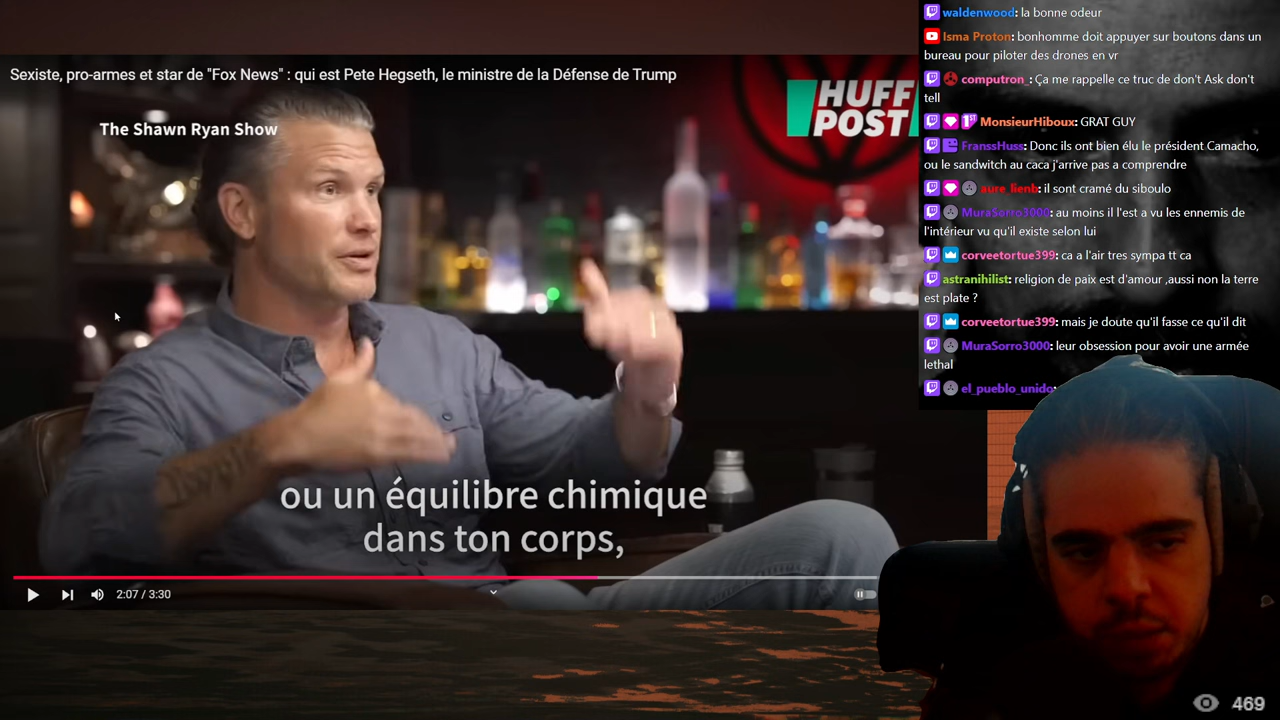 Sexiste, pro-armes et star de "Fox News" : qui est Pete Hegseth, le ministre de la Défense de Trump
The Shawn Ryan Show
HUFF
POST
ou un équilibre chimique
dans ton corps,
2:07 / 3:30
waldenwood: la bonne odeur
Isma Proton: bonhomme doit appuyer sur boutons dans un
bureau pour piloter des drones en vr
computron_: Ça me rappelle ce truc de don't Ask don't
tell
MonsieurHiboux: GRAT GUY
FranssHuss: Donc ils ont bien élu le président Camacho,
ou le sandwitch au caca j'arrive pas a comprendre
aure_lienb: il sont cramé du siboulo
MuraSorro3000: au moins il l'est a vu les ennemis de
l'intérieur vu qu'il existe selon lui
corveetortue399: ca a l'air tres sympa tt ca
astranihilist: religion de paix est d'amour ,aussi non la terre
est plate ?
corveetortue399: mais je doute qu'il fasse ce qu'il dit
MuraSorro3000: leur obsession pour avoir une armée
lethal
el_pueblo_unido:
469